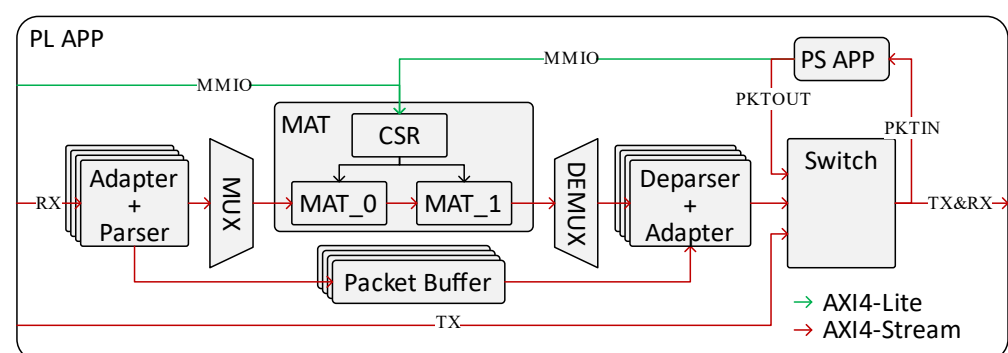 PL APP
PS APP
MMIO
MMIO
PKTOUT
PKTIN
MAT
CSR
Switch
Adapter
+
Parser
MUX
MAT_0
MAT_1
DEMUX
Deparser
+
Adapter
RX
TX&RX
Packet Buffer
TX
AXI4-Lite
AXI4-Stream